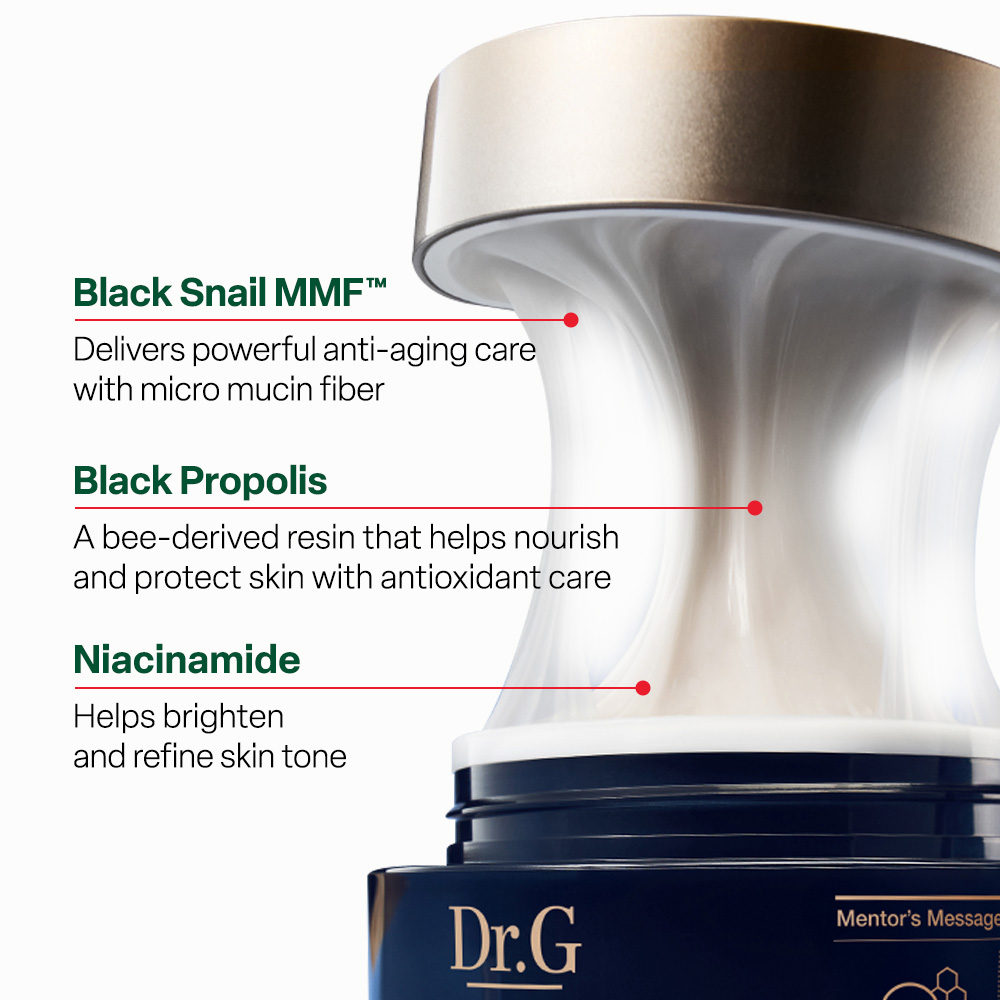 Black Snail MMF™
Delivers powerful anti-aging care
with micro mucin fiber
Black Propolis
A bee-derived resin that helps nourish
and protect skin with antioxidant care
Niacinamide
Helps brighten
and refine skin tone
Dr.G
Mentor's Message